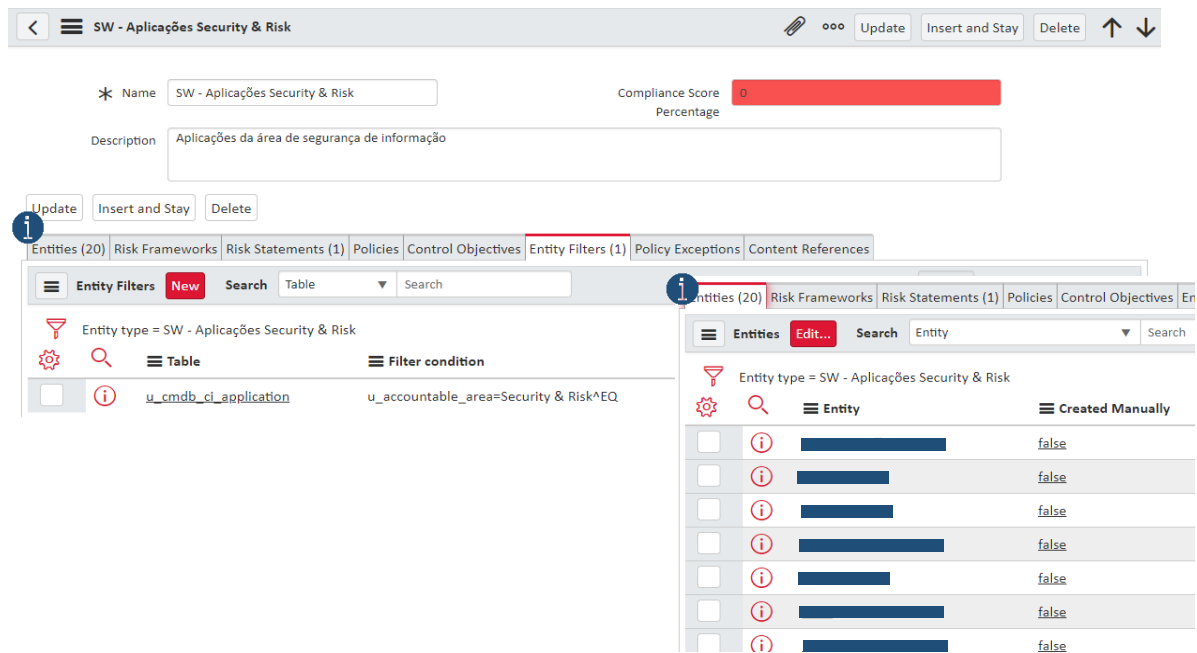 SW - Aplicações Security & Risk
Update Insert and Stay Delete
Name SW - Aplicações Security & Risk
Compliance Score Percentage 0
Description Aplicações da área de segurança de informação
Update Insert and Stay Delete
Entities (20) Risk Frameworks Risk Statements (1) Policies Control Objectives Entity Filters (1) Policy Exceptions Content References
Entity Filters New Search Table Search
Entity type = SW - Aplicações Security & Risk
Table Filter condition
u_cmdb_ci_application u_accountable_area=Security & Risk^EQ
Entities (20) Risk Frameworks Risk Statements (1) Policies Control Objectives En
Entities Edit... Search Entity Search
Entity type = SW - Aplicações Security & Risk
Entity Created Manually
false
false
false
false
false
false
false